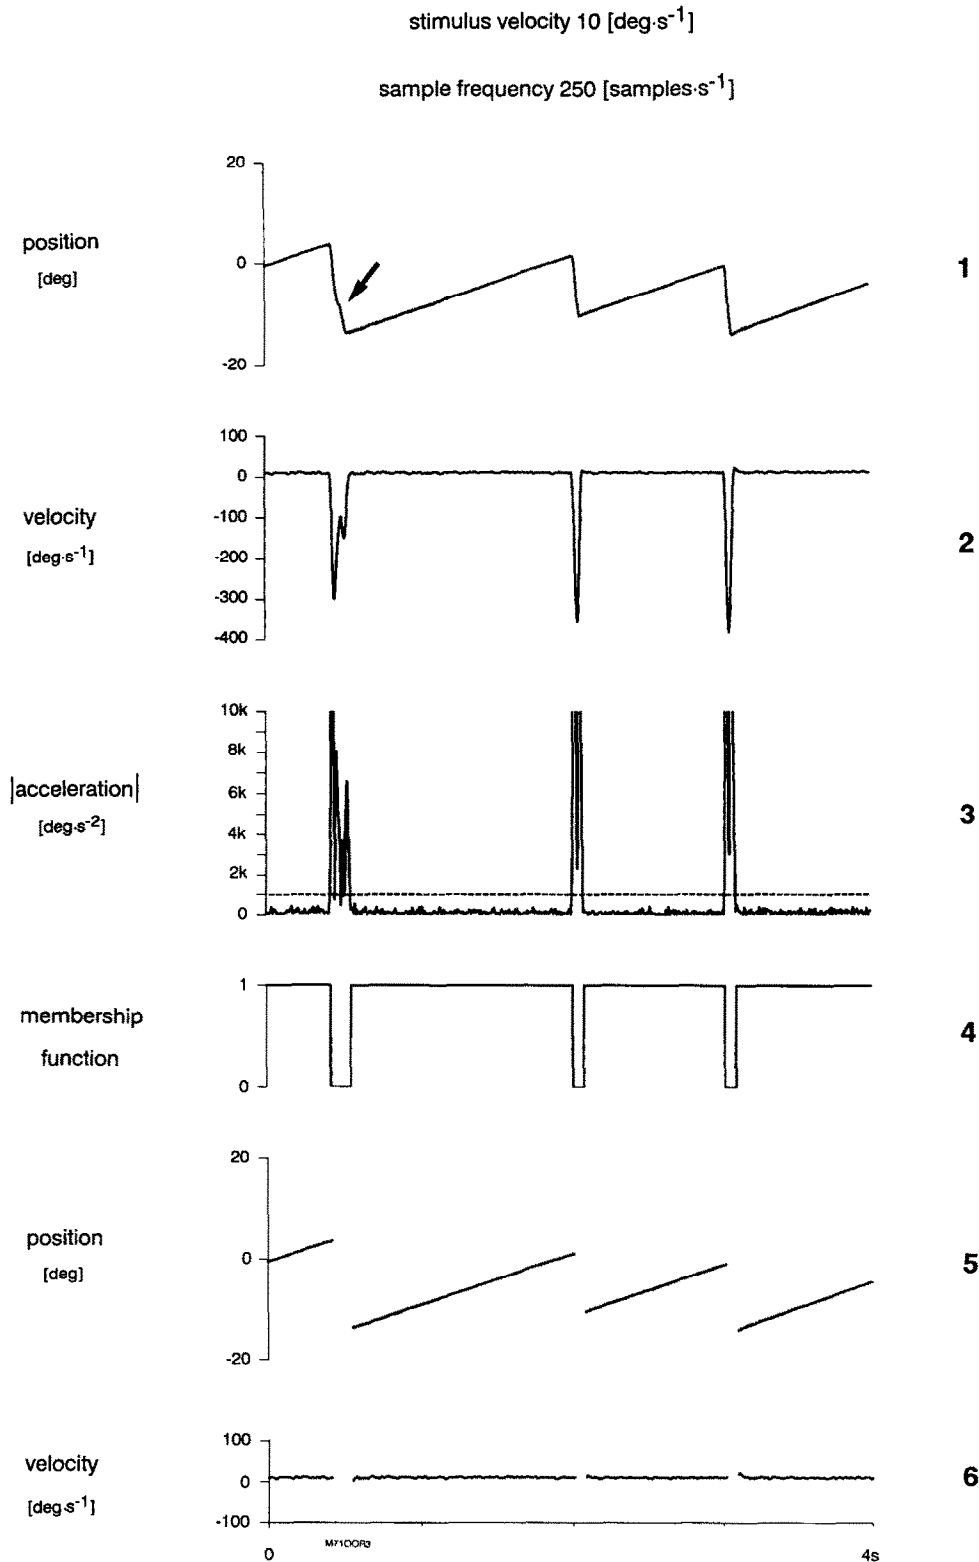 stimulus velocity 10 [deg·s-1]
sample frequency 250 [samples·s-1]
20
position
0
1
[deg]
-20
100
0
velocity
-100
2
[deg·s-1]
-200
-300
-400
10k
8k
|acceleration|
6k
3
[deg·s-2]
4k
2k
0
1
membership
4
function
0
20
position
0
5
[deg]
-20
100
velocity
0
6
[deg·s-1]
-100
0
4s